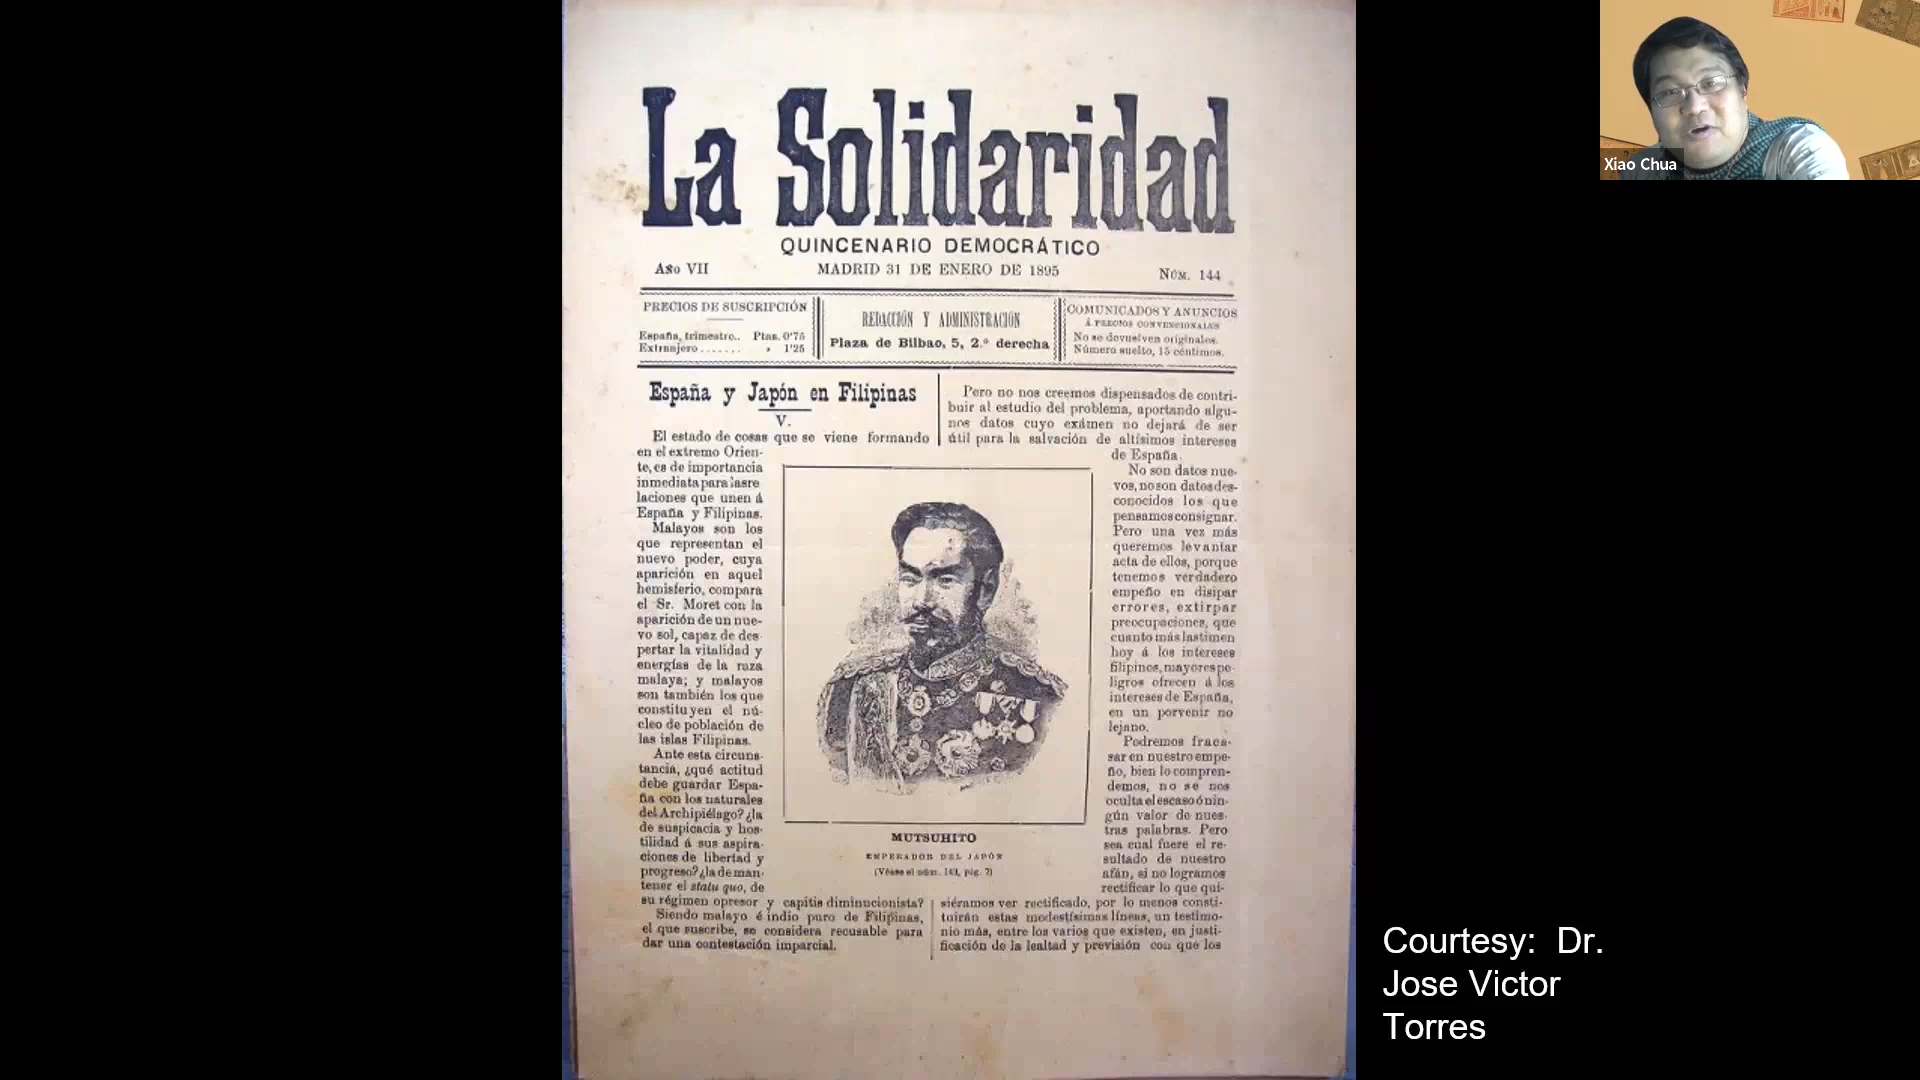 La Solidaridad
QUINCENARIO DEMOCRÁTICO
Año VII
MADRID 31 DE ENERO DE 1895
NÚM. 144
PRECIOS DE SUSCRIPCIÓN
España, trimestre.. Ptas. 0'75
Extranjero ....... » 1'25
REDACCIÓN Y ADMINISTRACIÓN
Plaza de Bilbao, 5, 2.º derecha
COMUNICADOS Y ANUNCIOS
Á PRECIOS CONVENCIONALES
No se devuelven originales.
Número suelto, 15 céntimos.
España y Japón en Filipinas
V.
El estado de cosas que se viene formando
en el extremo Orien-
te, es de importancia
inmediata para las re
laciones que unen á
España y Filipinas.
Malayos son los
que representan el
nuevo poder, cuya
aparición en aquel
hemisferio, compara
el Sr. Moret con la
aparición de un nue-
vo sol, capaz de des
pertar la vitalidad y
energías de la raza
malaya; y malayos
son también los que
constituyen el nú-
cleo de población de
las islas Filipinas.
Ante esta circuns-
tancia, ¿qué actitud
debe guardar Espa-
ña con los naturales
del Archipiélago? ¿la
de suspicacia y hos-
tilidad á sus aspira-
ciones de libertad y
progreso? ¿la de man-
tener el statu quo, de
su régimen opresor y capitis diminucionista?
Siendo malayo é indio puro de Filipinas,
el que suscribe, se considera recusable para
dar una contestación imparcial.
Pero no nos creemos dispensados de contri-
buir al estudio del problema, aportando algu-
nos datos cuyo exámen no dejará de ser
útil para la salvación de altísimos intereses
de España.
No son datos nue-
vos, no son datos des-
conocidos los que
pensamos consignar.
Pero una vez más
queremos levantar
acta de ellos, porque
tenemos verdadero
empeño en disipar
errores, extirpar
preocupaciones, que
cuanto más lastimen
hoy á los intereses
filipinos, mayores pe-
ligros ofrecen á los
intereses de España,
en un porvenir no
lejano.
Podremos fraca-
sar en nuestro empe-
ño, bien lo compren-
demos, no se nos
oculta el escaso ó nin-
gún valor de nues-
tras palabras. Pero
sea cual fuere el re-
sultado de nuestro
afán, si no logramos
rectificar lo que qui-
siéramos ver rectificado, por lo menos consti-
tuirán estas modestísimas líneas, un testimo-
nio más, entre los varios que existen, en justi-
ficación de la lealtad y previsión con que los
MUTSUHITO
EMPERADOR DEL JAPÓN
(Véase el núm. 143, pág. 7)
Xiao Chua
Courtesy: Dr.
Jose Victor
Torres